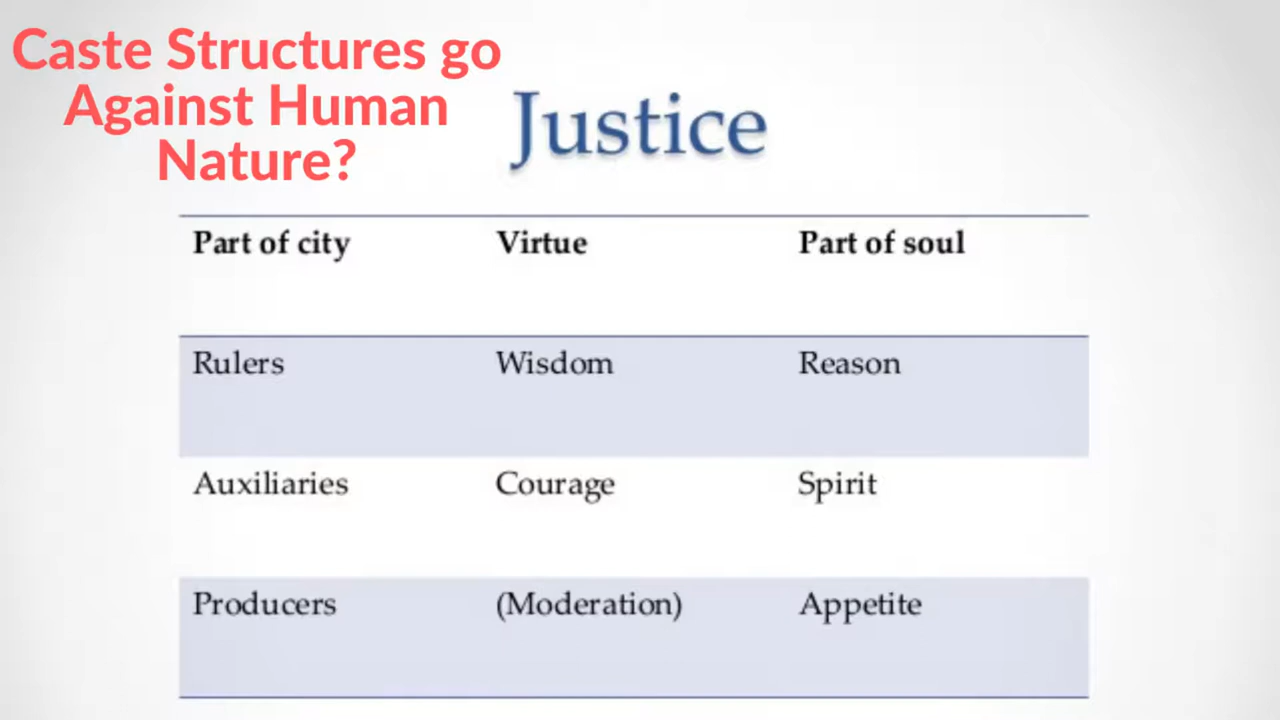 Caste Structures go
Against Human
Nature?
Justice
Part of city Virtue Part of soul
Rulers Wisdom Reason
Auxiliaries Courage Spirit
Producers (Moderation) Appetite